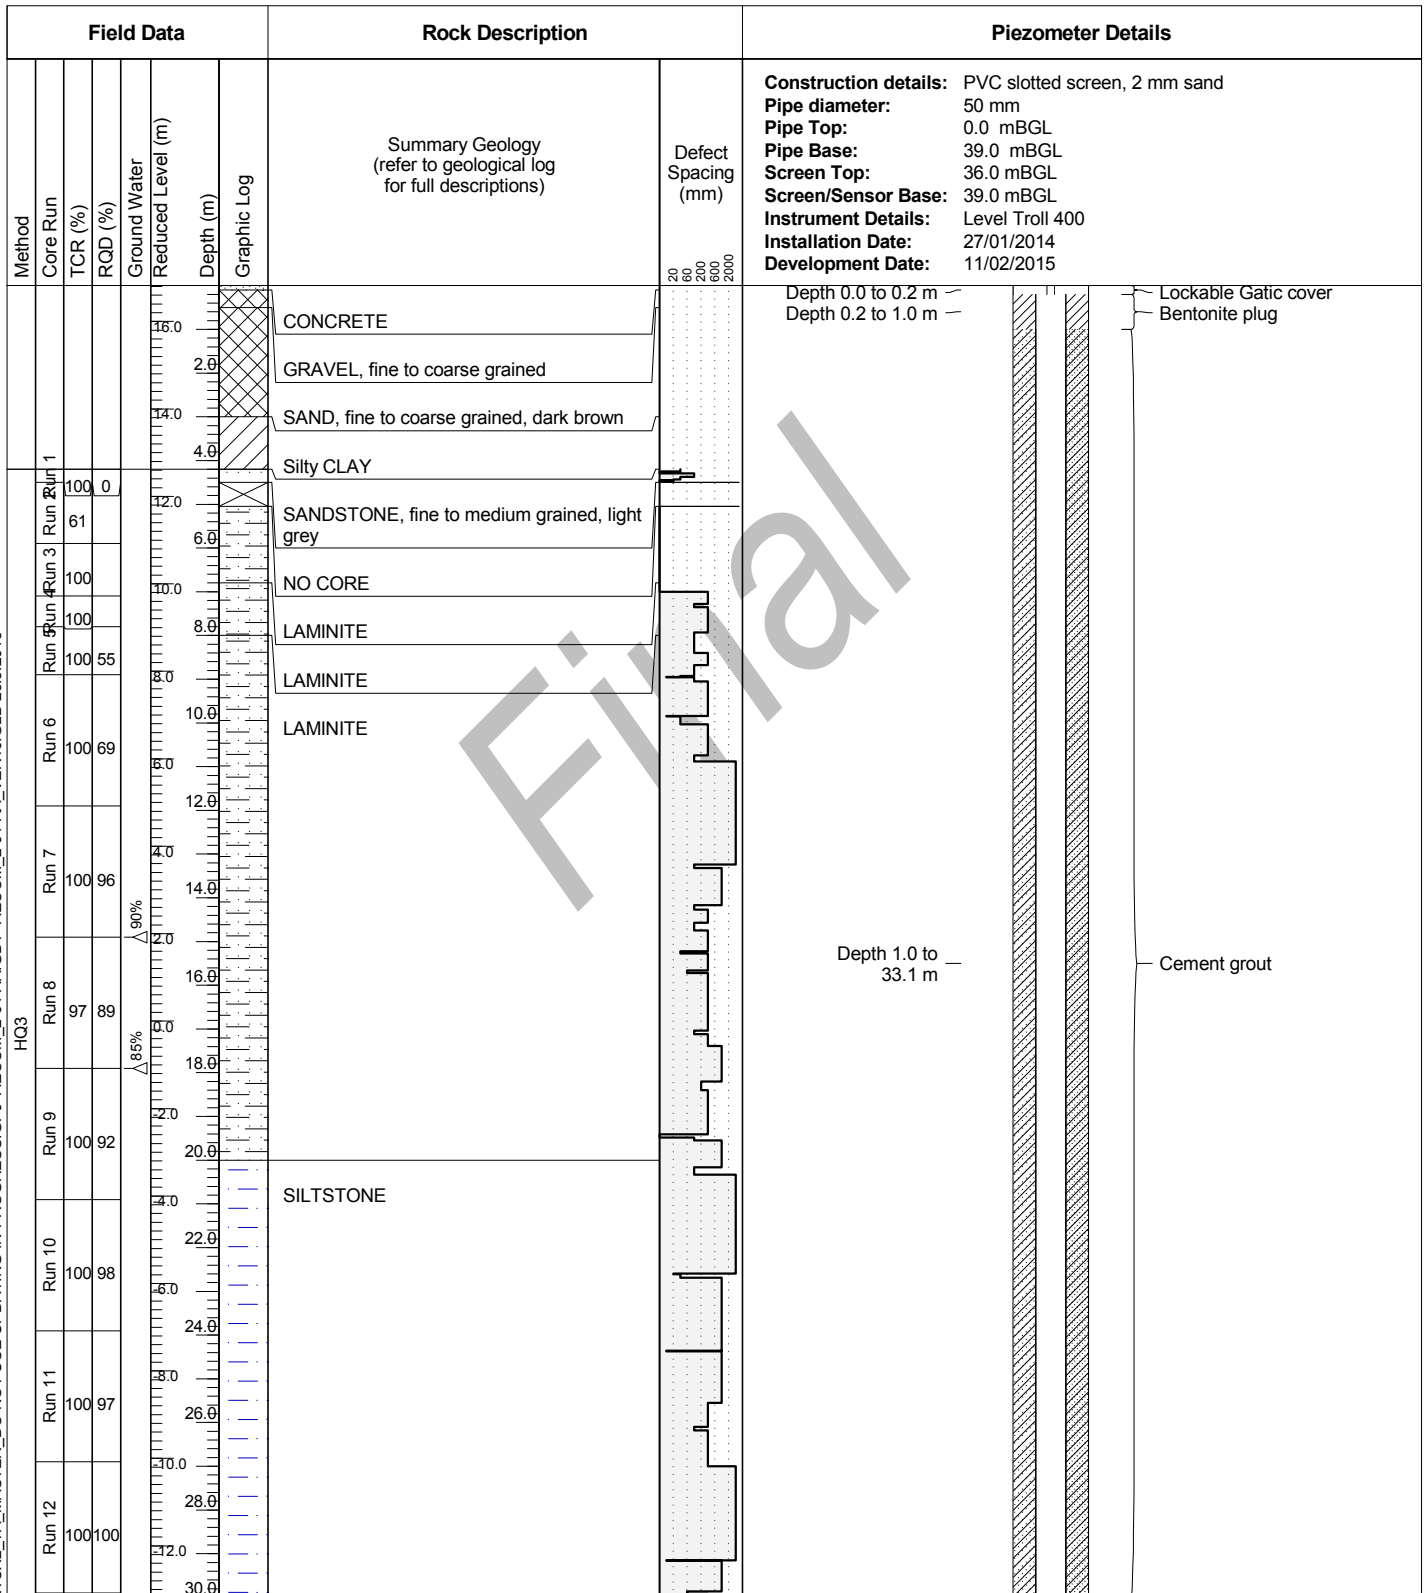 Field Data
Rock Description
Piezometer Details
Method
Core Run
TCR (%)
RQD (%)
Ground Water
Reduced Level (m)
Depth (m)
Graphic Log
Summary Geology
(refer to geological log
for full descriptions)
Defect
Spacing
(mm)
20
60
200
600
2000
Construction details: PVC slotted screen, 2 mm sand
Pipe diameter: 50 mm
Pipe Top: 0.0 mBGL
Pipe Base: 39.0 mBGL
Screen Top: 36.0 mBGL
Screen/Sensor Base: 39.0 mBGL
Instrument Details: Level Troll 400
Installation Date: 27/01/2014
Development Date: 11/02/2015
Depth 0.0 to 0.2 m
Lockable Gatic cover
Depth 0.2 to 1.0 m
Bentonite plug
16.0
CONCRETE
2.0
GRAVEL, fine to coarse grained
14.0
SAND, fine to coarse grained, dark brown
4.0
Silty CLAY
Run 1
100 0
12.0
Run 2
61
SANDSTONE, fine to medium grained, light
grey
6.0
Run 3
100
10.0
NO CORE
Run 4
100
8.0
LAMINITE
Run 5
100 55
8.0
LAMINITE
10.0
LAMINITE
Run 6
100 69
6.0
12.0
4.0
Run 7
100 96
14.0
90%
2.0
Depth 1.0 to
33.1 m
Cement grout
16.0
HQ3
Run 8
97 89
0.0
85%
18.0
-2.0
Run 9
100 92
20.0
SILTSTONE
-4.0
22.0
Run 10
100 98
-6.0
24.0
-8.0
Run 11
100 97
26.0
-10.0
28.0
Run 12
100 100
-12.0
30.0
Final